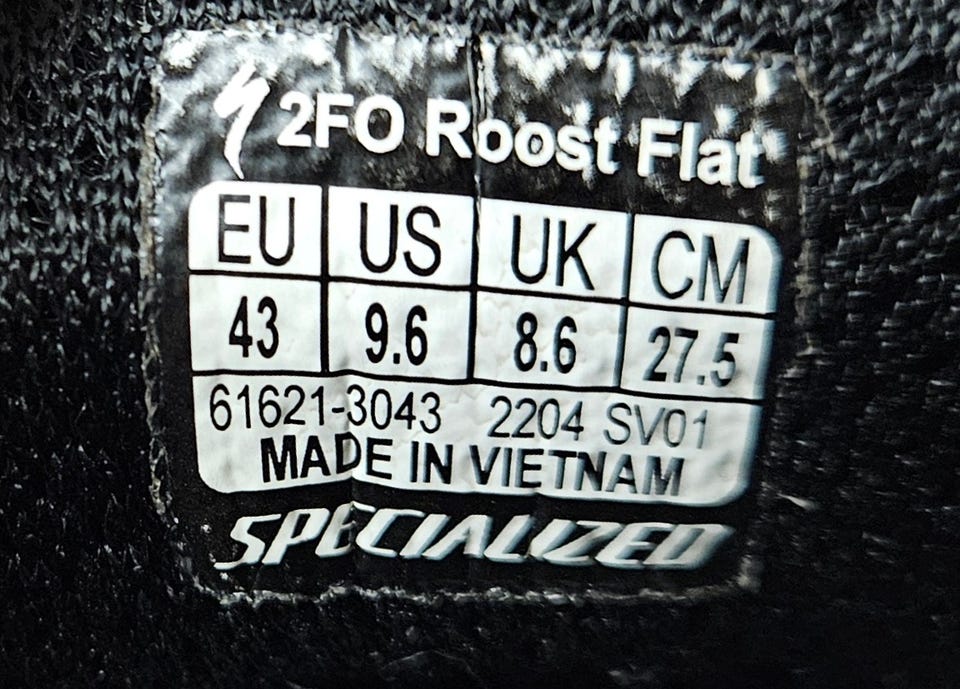 2FO Roost Flat
EU US UK CM
43 9.6 8.6 27.5
61621-3043 2204 SV01
MADE IN VIETNAM
SPECIALIZED